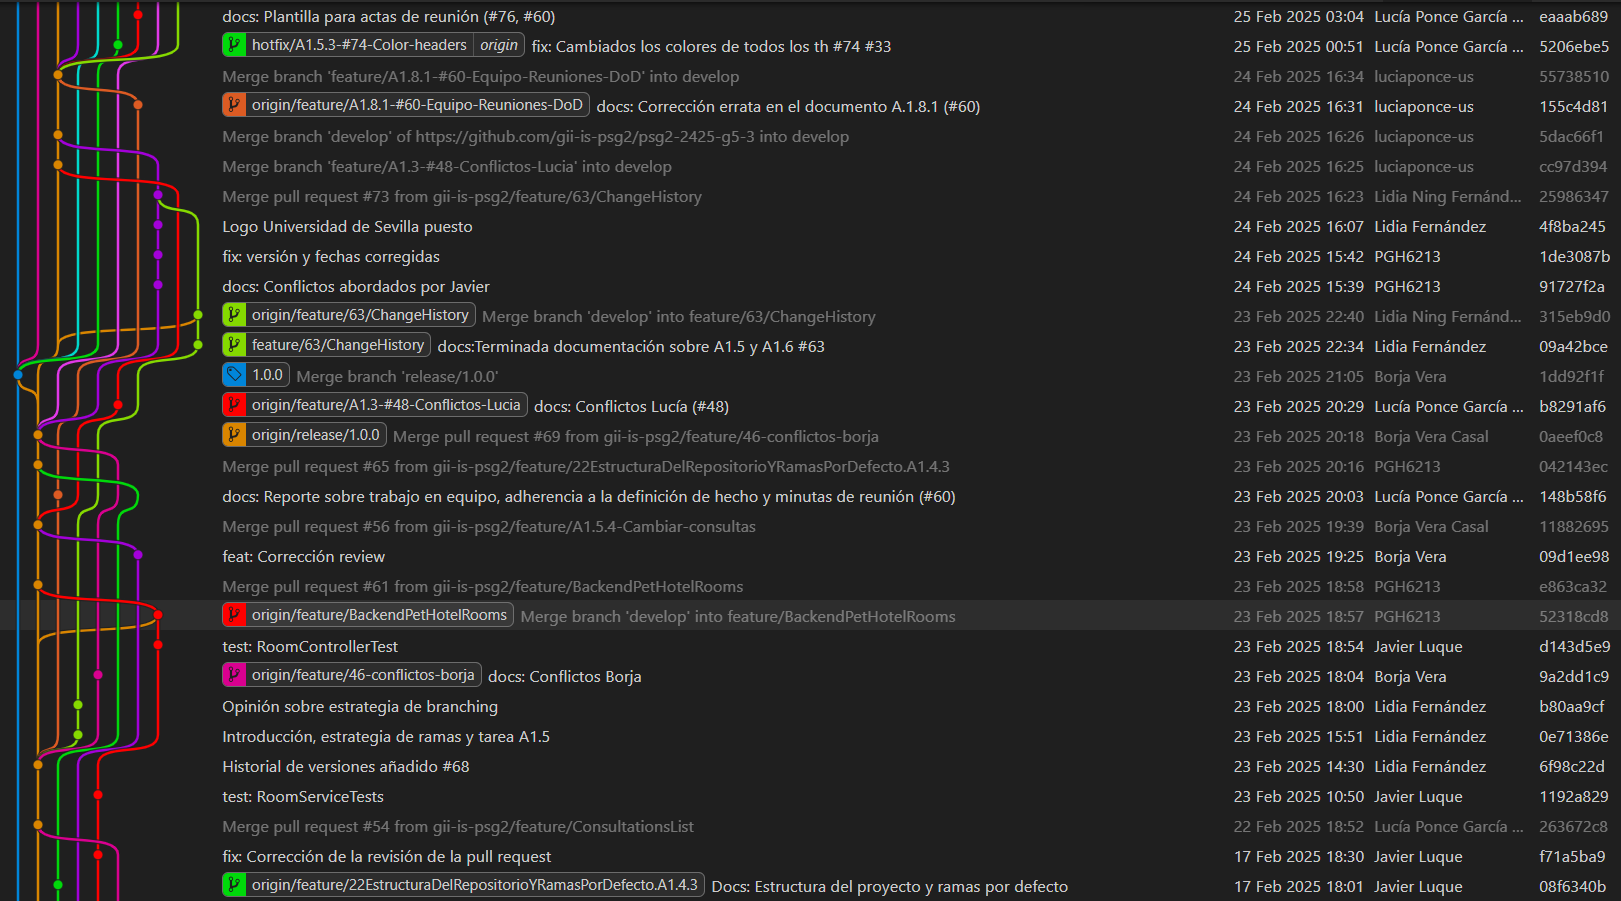 docs: Plantilla para actas de reunión (#76, #60) 25 Feb 2025 03:04 Lucía Ponce García ... eaaab689
hotfix/A1.5.3-#74-Color-headers origin fix: Cambiados los colores de todos los th #74 #33 25 Feb 2025 00:51 Lucía Ponce García ... 5206ebe5
Merge branch 'feature/A1.8.1-#60-Equipo-Reuniones-DoD' into develop 24 Feb 2025 16:34 luciaponce-us 55738510
origin/feature/A1.8.1-#60-Equipo-Reuniones-DoD docs: Corrección errata en el documento A.1.8.1 (#60) 24 Feb 2025 16:31 luciaponce-us 155c4d81
Merge branch 'develop' of https://github.com/gii-is-psg2/psg2-2425-g5-3 into develop 24 Feb 2025 16:26 luciaponce-us 5dac66f1
Merge branch 'feature/A1.3-#48-Conflictos-Lucia' into develop 24 Feb 2025 16:25 luciaponce-us cc97d394
Merge pull request #73 from gii-is-psg2/feature/63/ChangeHistory 24 Feb 2025 16:23 Lidia Ning Fernánd... 25986347
Logo Universidad de Sevilla puesto 24 Feb 2025 16:07 Lidia Fernández 4f8ba245
fix: versión y fechas corregidas 24 Feb 2025 15:42 PGH6213 1de3087b
docs: Conflictos abordados por Javier 24 Feb 2025 15:39 PGH6213 91727f2a
origin/feature/63/ChangeHistory Merge branch 'develop' into feature/63/ChangeHistory 23 Feb 2025 22:40 Lidia Ning Fernánd... 315eb9d0
feature/63/ChangeHistory docs:Terminada documentación sobre A1.5 y A1.6 #63 23 Feb 2025 22:34 Lidia Fernández 09a42bce
1.0.0 Merge branch 'release/1.0.0' 23 Feb 2025 21:05 Borja Vera 1dd92f1f
origin/feature/A1.3-#48-Conflictos-Lucia docs: Conflictos Lucía (#48) 23 Feb 2025 20:29 Lucía Ponce García ... b8291af6
origin/release/1.0.0 Merge pull request #69 from gii-is-psg2/feature/46-conflictos-borja 23 Feb 2025 20:18 Borja Vera Casal 0aeef0c8
Merge pull request #65 from gii-is-psg2/feature/22EstructuraDelRepositorioYRamasPorDefecto.A1.4.3 23 Feb 2025 20:16 PGH6213 042143ec
docs: Reporte sobre trabajo en equipo, adherencia a la definición de hecho y minutas de reunión (#60) 23 Feb 2025 20:03 Lucía Ponce García ... 148b58f6
Merge pull request #56 from gii-is-psg2/feature/A1.5.4-Cambiar-consultas 23 Feb 2025 19:39 Borja Vera Casal 11882695
feat: Corrección review 23 Feb 2025 19:25 Borja Vera 09d1ee98
Merge pull request #61 from gii-is-psg2/feature/BackendPetHotelRooms 23 Feb 2025 18:58 PGH6213 e863ca32
origin/feature/BackendPetHotelRooms Merge branch 'develop' into feature/BackendPetHotelRooms 23 Feb 2025 18:57 PGH6213 52318cd8
test: RoomControllerTest 23 Feb 2025 18:54 Javier Luque d143d5e9
origin/feature/46-conflictos-borja docs: Conflictos Borja 23 Feb 2025 18:04 Borja Vera 9a2dd1c9
Opinión sobre estrategia de branching 23 Feb 2025 18:00 Lidia Fernández b80aa9cf
Introducción, estrategia de ramas y tarea A1.5 23 Feb 2025 15:51 Lidia Fernández 0e71386e
Historial de versiones añadido #68 23 Feb 2025 14:30 Lidia Fernández 6f98c22d
test: RoomServiceTests 23 Feb 2025 10:50 Javier Luque 1192a829
Merge pull request #54 from gii-is-psg2/feature/ConsultationsList 22 Feb 2025 18:52 Lucía Ponce García ... 263672c8
fix: Corrección de la revisión de la pull request 17 Feb 2025 18:30 Javier Luque f71a5ba9
origin/feature/22EstructuraDelRepositorioYRamasPorDefecto.A1.4.3 Docs: Estructura del proyecto y ramas por defecto 17 Feb 2025 18:01 Javier Luque 08f6340b